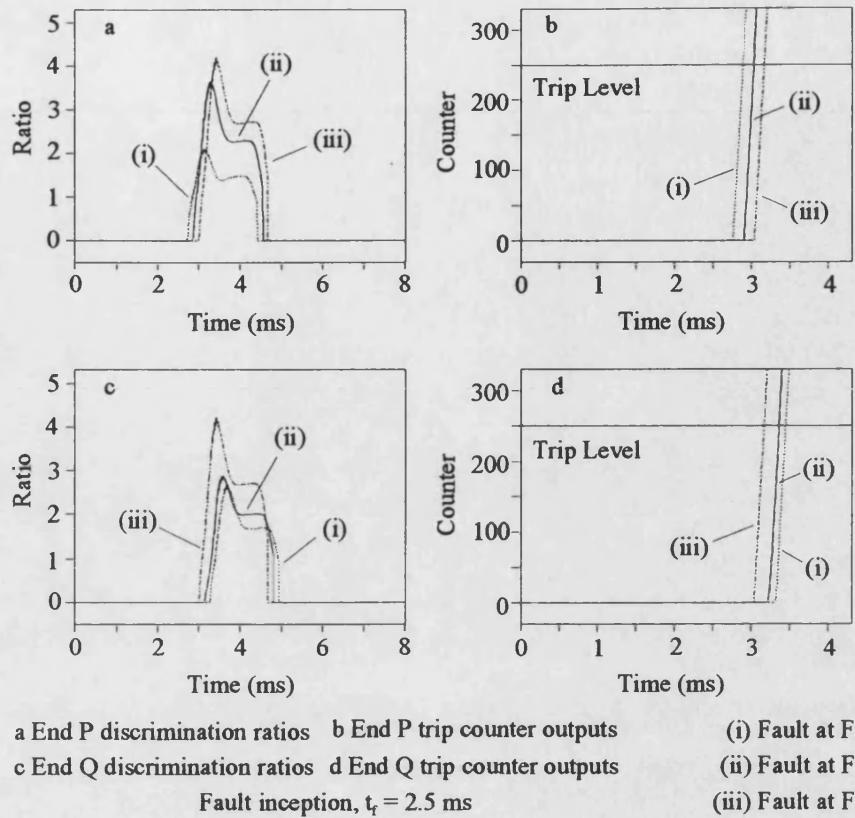 a
5
4
3
2
1
0
Ratio
(i)
(ii)
(iii)
0 2 4 6 8
Time (ms)
b
300
200
100
0
Counter
Trip Level
(i)
(ii)
(iii)
0 1 2 3 4
Time (ms)
c
5
4
3
2
1
0
Ratio
(iii)
(ii)
(i)
0 2 4 6 8
Time (ms)
d
300
200
100
0
Counter
Trip Level
(iii)
(ii)
(i)
0 1 2 3 4
Time (ms)
a End P discrimination ratios b End P trip counter outputs (i) Fault at F
c End Q discrimination ratios d End Q trip counter outputs (ii) Fault at F
Fault inception, tf = 2.5 ms (iii) Fault at F